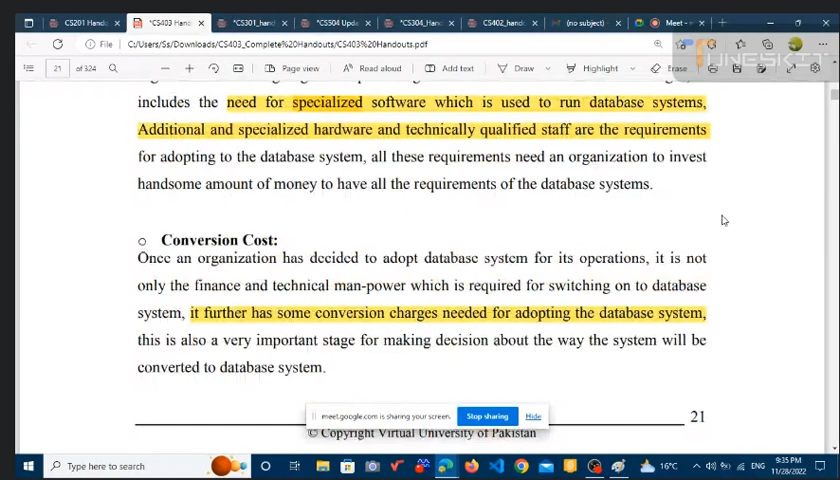 CS201 Hando
*CS403 Handi
*CS301_hand
*CS504 Upda
*CS304_Hand
CS402_hando
(no subject)
Meet -
File
C:/Users/Ss/Downloads/CS403_Complete%20Handouts/CS403%20Handouts.pdf
21 of 324
Page view
Read aloud
Add text
Draw
Highlight
Erase
includes the need for specialized software which is used to run database systems,
Additional and specialized hardware and technically qualified staff are the requirements
for adopting to the database system, all these requirements need an organization to invest
handsome amount of money to have all the requirements of the database systems.
Conversion Cost:
Once an organization has decided to adopt database system for its operations, it is not
only the finance and technical man-power which is required for switching on to database
system, it further has some conversion charges needed for adopting the database system,
this is also a very important stage for making decision about the way the system will be
converted to database system.
meet.google.com is sharing your screen.
Stop sharing
Hide
21
© Copyright Virtual University of Pakistan
Type here to search
16°C
ENG
9:35 PM
11/28/2022